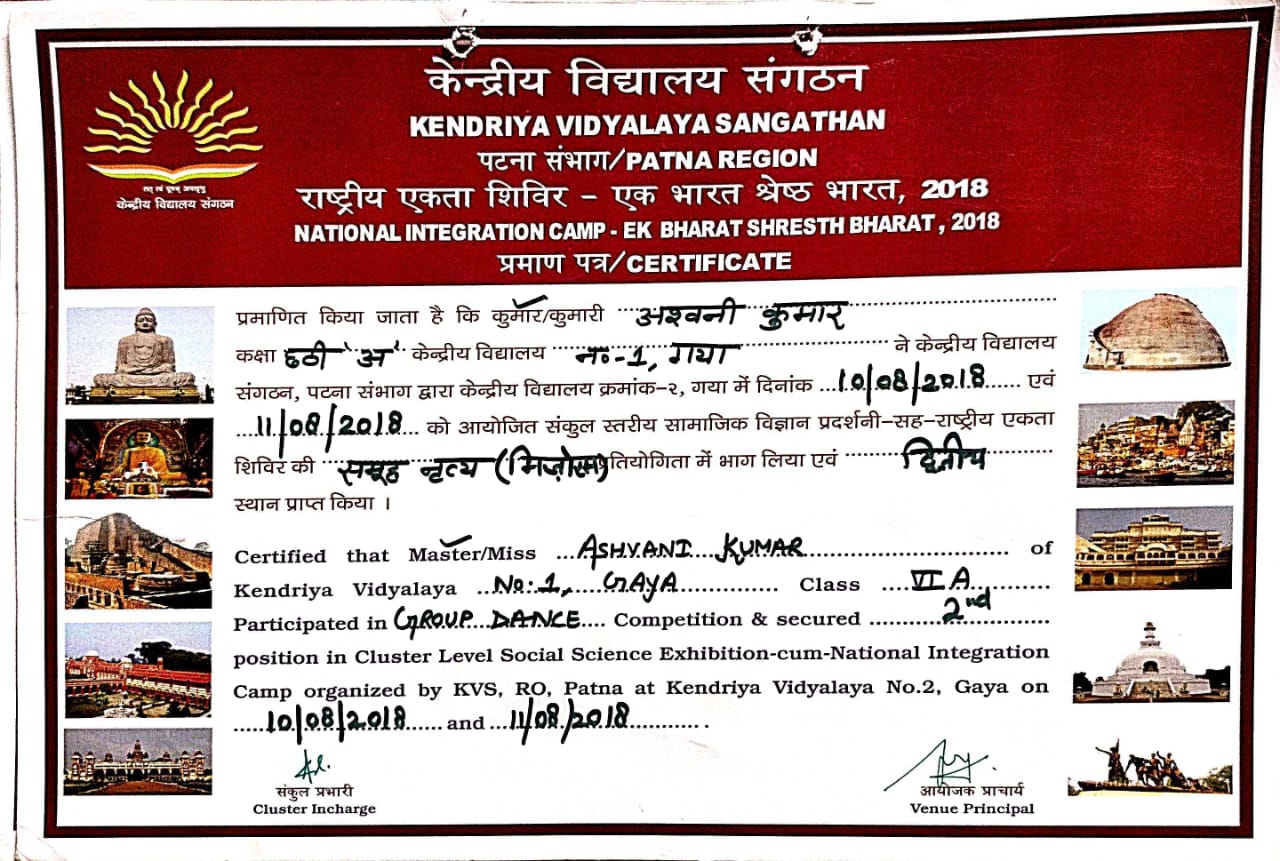 केन्द्रीय विद्यालय संगठन
KENDRIYA VIDYALAYA SANGATHAN
पटना संभाग/PATNA REGION
राष्ट्रीय एकता शिविर – एक भारत श्रेष्ठ भारत, 2018
NATIONAL INTEGRATION CAMP - EK BHARAT SHRESTH BHARAT , 2018
प्रमाण पत्र/CERTIFICATE
तत् त्वं पूषन् अपावृणु
केन्द्रीय विद्यालय संगठन
प्रमाणित किया जाता है कि कुमार/कुमारी अश्वनी कुमार
कक्षा छठी 'अ' केन्द्रीय विद्यालय नं०-1, गया ने केन्द्रीय विद्यालय
संगठन, पटना संभाग द्वारा केन्द्रीय विद्यालय क्रमांक–२, गया में दिनांक ...10/08/2018...... एवं
....11/08/2018.... को आयोजित संकुल स्तरीय सामाजिक विज्ञान प्रदर्शनी–सह–राष्ट्रीय एकता
शिविर की समूह नृत्य (मिज़ोरम) प्रतियोगिता में भाग लिया एवं द्वितीय
स्थान प्राप्त किया ।
Certified that Master/Miss ...ASHVANI KUMAR............ of
Kendriya Vidyalaya ...No.1, GAYA............ Class ....VI A............
Participated in GROUP DANCE.... Competition & secured ............2nd............
position in Cluster Level Social Science Exhibition-cum-National Integration
Camp organized by KVS, RO, Patna at Kendriya Vidyalaya No.2, Gaya on
.....10/08/2018...... and ...11/08/2018............ .
संकुल प्रभारी
Cluster Incharge
आयोजक प्राचार्य
Venue Principal